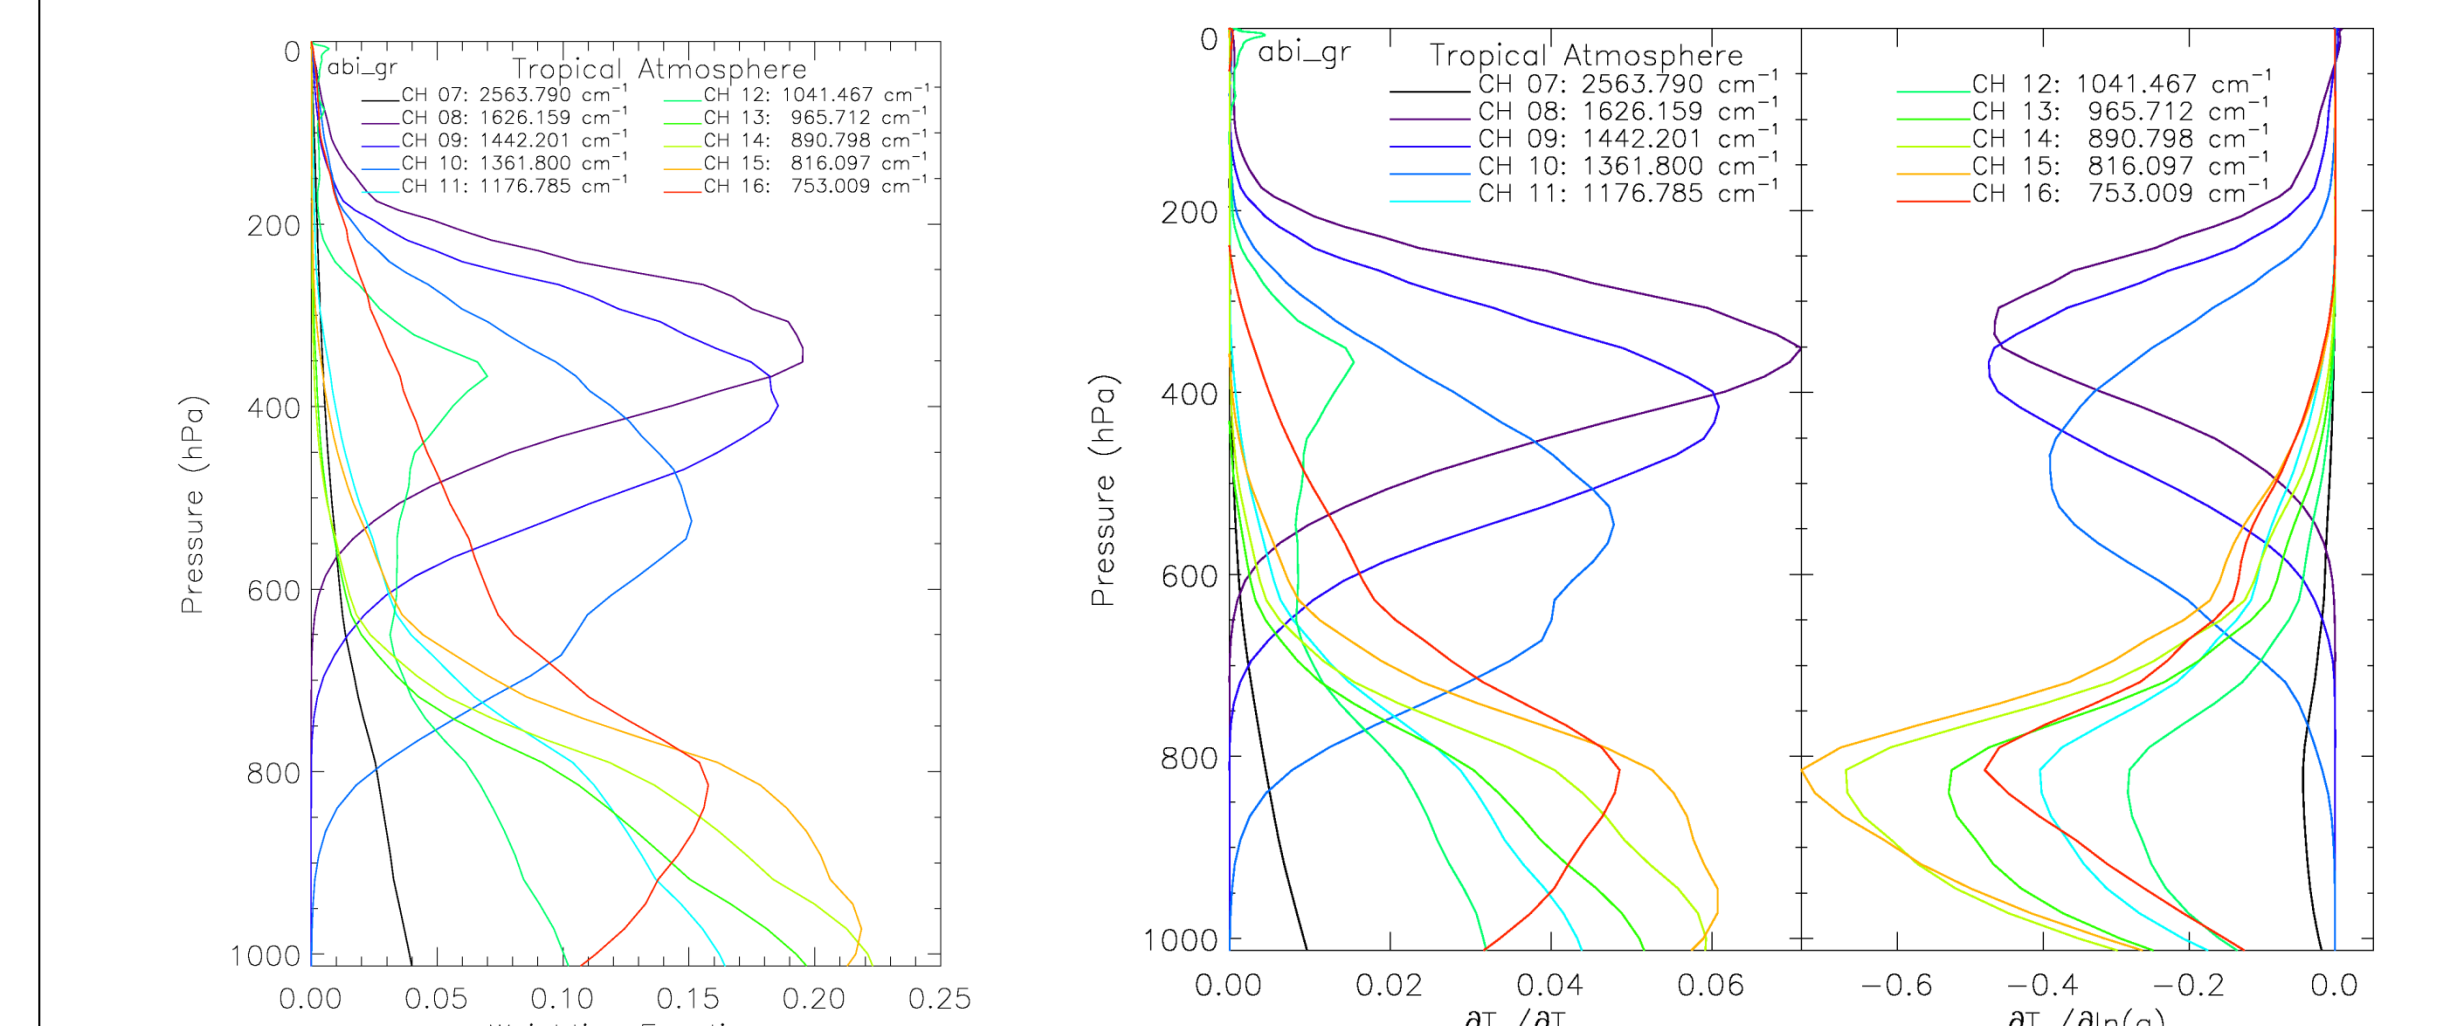 abi_gr Tropical Atmosphere
CH 07: 2563.790 cm⁻¹ CH 12: 1041.467 cm⁻¹
CH 08: 1626.159 cm⁻¹ CH 13: 965.712 cm⁻¹
CH 09: 1442.201 cm⁻¹ CH 14: 890.798 cm⁻¹
CH 10: 1361.800 cm⁻¹ CH 15: 816.097 cm⁻¹
CH 11: 1176.785 cm⁻¹ CH 16: 753.009 cm⁻¹
Pressure (hPa)
0
200
400
600
800
1000
0.00 0.05 0.10 0.15 0.20 0.25
abi_gr Tropical Atmosphere
CH 07: 2563.790 cm⁻¹ CH 12: 1041.467 cm⁻¹
CH 08: 1626.159 cm⁻¹ CH 13: 965.712 cm⁻¹
CH 09: 1442.201 cm⁻¹ CH 14: 890.798 cm⁻¹
CH 10: 1361.800 cm⁻¹ CH 15: 816.097 cm⁻¹
CH 11: 1176.785 cm⁻¹ CH 16: 753.009 cm⁻¹
Pressure (hPa)
0
200
400
600
800
1000
0.00 0.02 0.04 0.06 −0.6 −0.4 −0.2 0.0
∂T /∂T ∂T /∂ln(q)